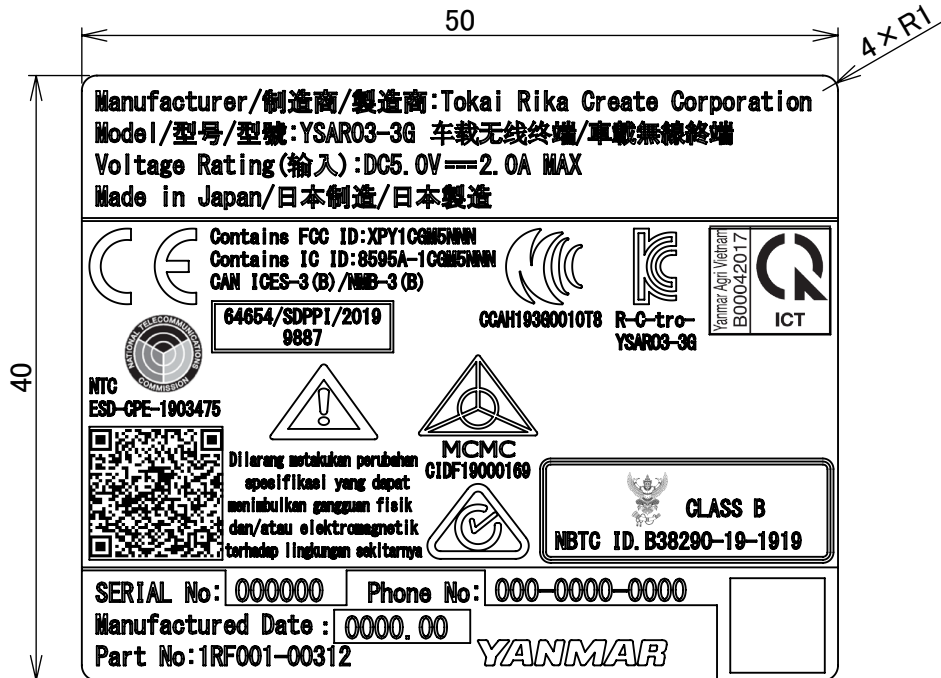 50
4×R1
40
Manufacturer/制造商/製造商:Tokai Rika Create Corporation
Model/型号/型號:YSAR03-3G 车载无线终端/車載無線終端
Voltage Rating(输入):DC5.0V⎓2.0A MAX
Made in Japan/日本制造/日本製造
CE
Contains FCC ID:XPY1CGM5NNN
Contains IC ID:8595A-1CGM5NNN
CAN ICES-3(B)/NMB-3(B)
64654/SDPPI/2019
9887
CCAH193G0010T8
R-C-tro-
YSAR03-3G
Yanmar Agri Vietnam
B00042017
ICT
NATIONAL TELECOMMUNICATIONS
COMMISSION
NTC
ESD-CPE-1903475
MCMC
CIDF19000169
Dilarang metakukan perubahan
spesifikasi yang dapat
menimbulkan gangguan fisik
dan/atau elektromagnetik
terhadap lingkungan sekitarnya
CLASS B
NBTC ID.B38290-19-1919
SERIAL No: 000000 Phone No: 000-0000-0000
Manufactured Date : 0000.00
Part No:1RF001-00312
YANMAR